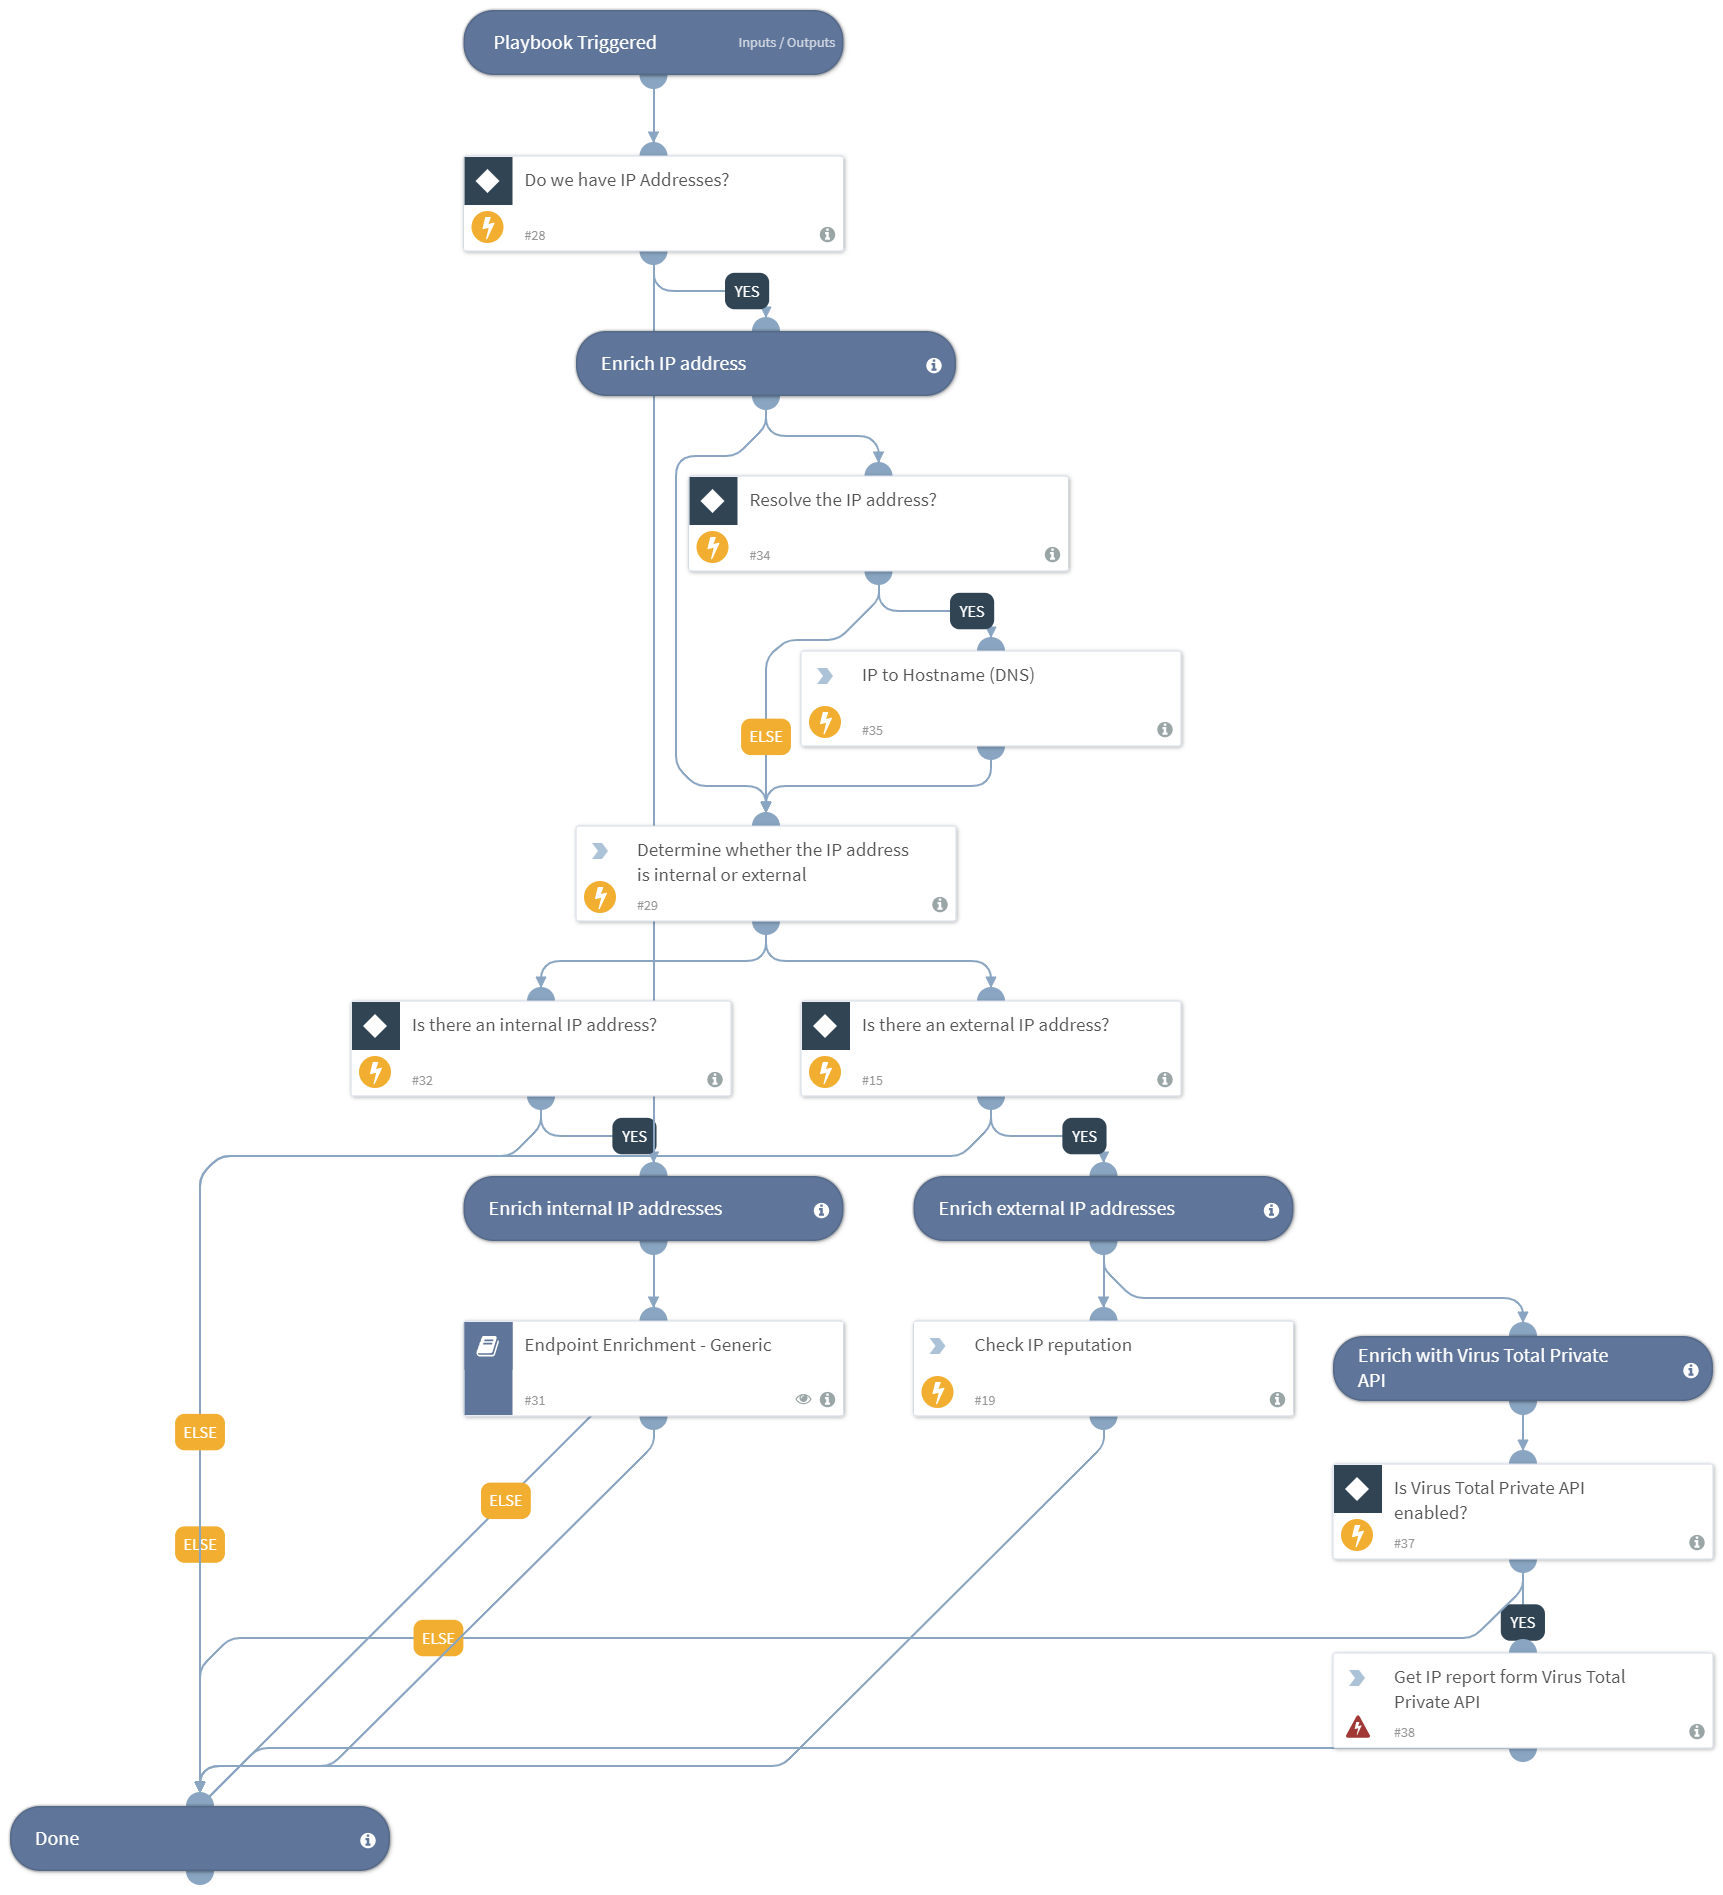 Playbook Triggered
Inputs / Outputs
Do we have IP Addresses?
#28
YES
Enrich IP address
Resolve the IP address?
#34
YES
IP to Hostname (DNS)
#35
ELSE
Determine whether the IP address
is internal or external
#29
Is there an internal IP address?
#32
Is there an external IP address?
#15
YES
YES
Enrich internal IP addresses
Enrich external IP addresses
Endpoint Enrichment - Generic
#31
Check IP reputation
#19
Enrich with Virus Total Private
API
ELSE
ELSE
Is Virus Total Private API
enabled?
#37
ELSE
YES
ELSE
Get IP report form Virus Total
Private API
#38
Done